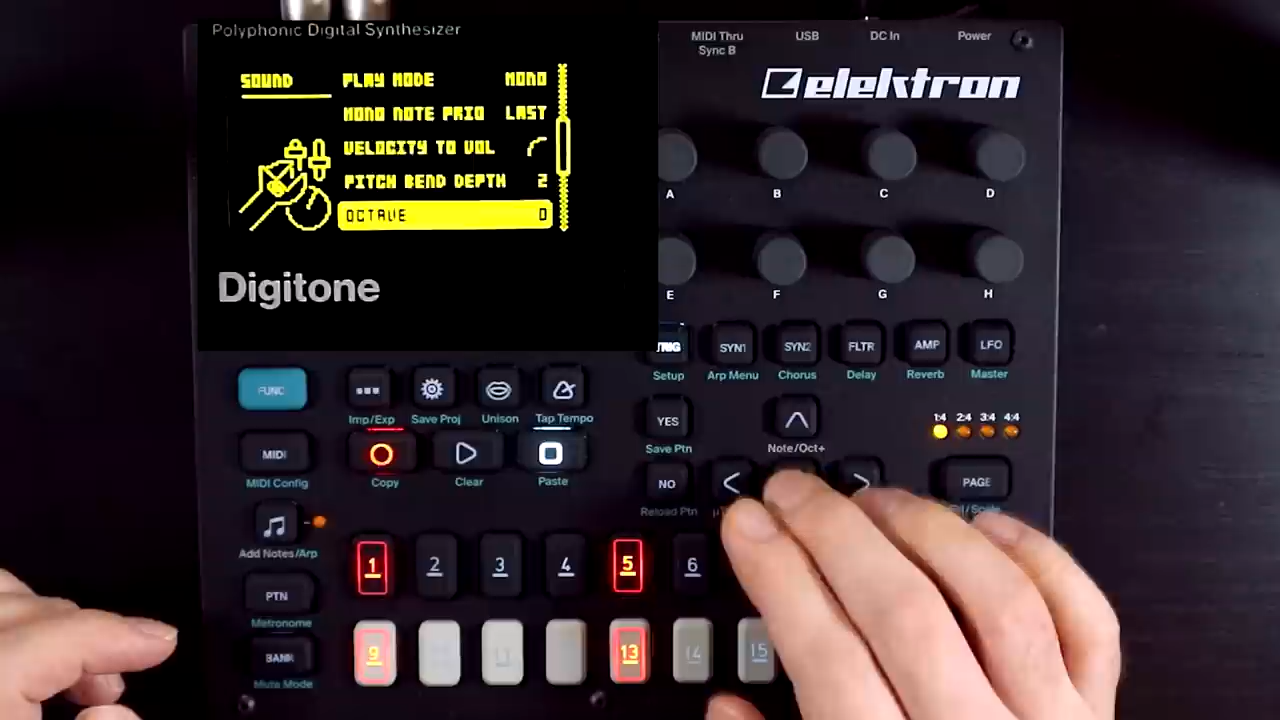 Polyphonic Digital Synthesizer
MIDI Thru
Sync B
USB
DC In
Power
elektron
SOUND
PLAY MODE MONO
MONO NOTE PRIO LAST
VELOCITY TO VOL
PITCH BEND DEPTH 2
OCTAVE 0
Digitone
A B C D
E F G H
TRIG SYN1 SYN2 FLTR AMP LFO
Setup Arp Menu Chorus Delay Reverb Master
FUNC
Imp/Exp Save Proj Unison Tap Tempo
YES
Save Ptn
Note/Oct+
1:4 2:4 3:4 4:4
MIDI
MIDI Config
Copy Clear Paste
NO
Reload Ptn
PAGE
Add Notes/Arp
1 2 3 4 5 6
PTN
Metronome
BANK
Mute Mode
9 13 14 15